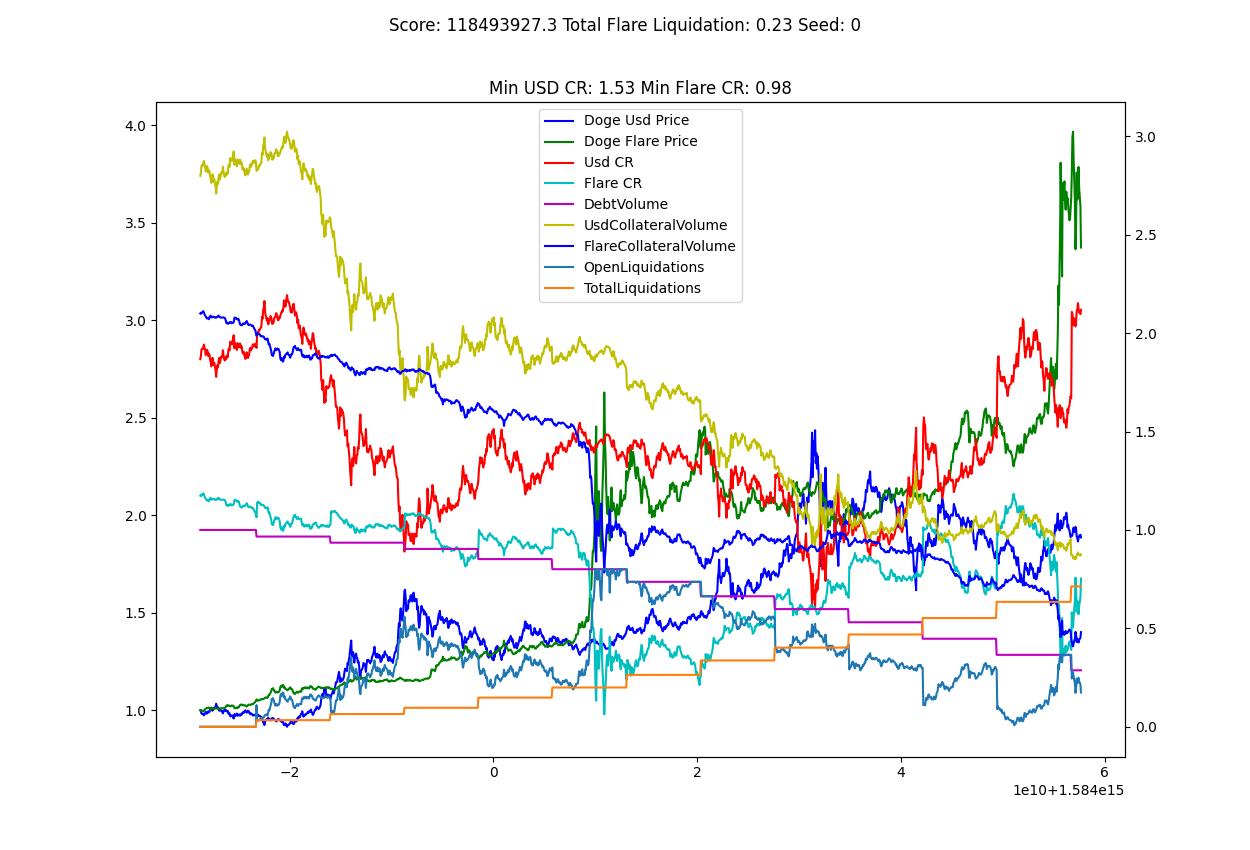 Score: 118493927.3 Total Flare Liquidation: 0.23 Seed: 0
Min USD CR: 1.53 Min Flare CR: 0.98
Doge Usd Price
Doge Flare Price
Usd CR
Flare CR
DebtVolume
UsdCollateralVolume
FlareCollateralVolume
OpenLiquidations
TotalLiquidations
4.0
3.5
3.0
2.5
2.0
1.5
1.0
3.0
2.5
2.0
1.5
1.0
0.5
0.0
−2 0 2 4 6
1e10+1.584e15